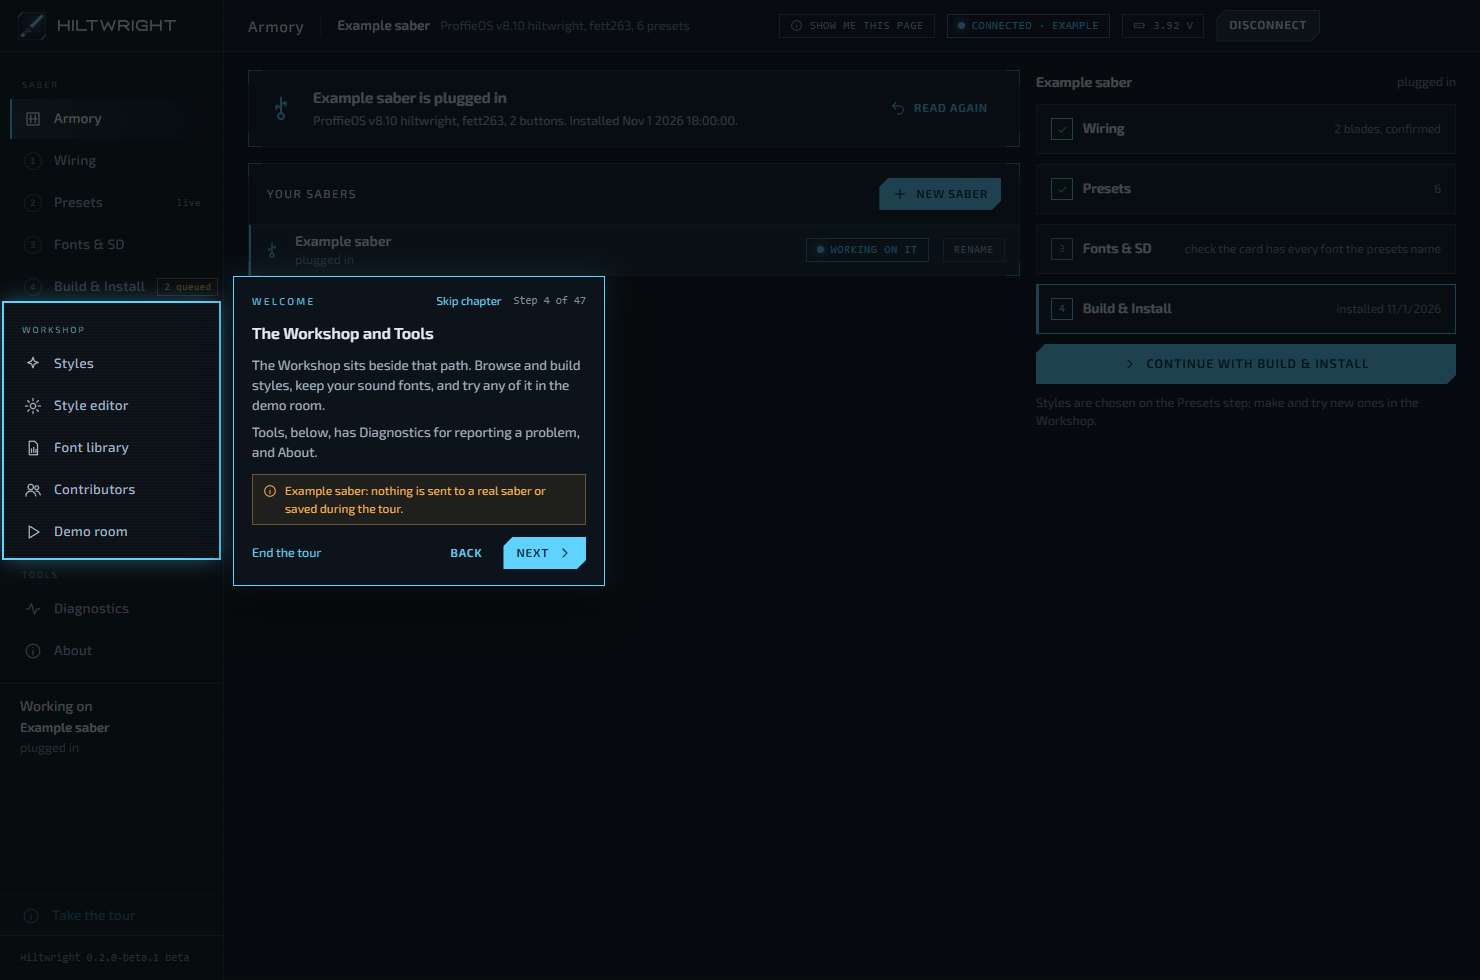 HILTWRIGHT
Armory
Example saber ProffieOS v8.10 hiltwright, fett263, 6 presets
SHOW ME THIS PAGE
CONNECTED · EXAMPLE
3.92 V
DISCONNECT
SABER
Armory
1 Wiring
2 Presets live
3 Fonts & SD
4 Build & Install 2 queued
WORKSHOP
Styles
Style editor
Font library
Contributors
Demo room
TOOLS
Diagnostics
About
Working on
Example saber
plugged in
Take the tour
Hiltwright 0.2.0-beta.1 beta
Example saber is plugged in
ProffieOS v8.10 hiltwright, fett263, 2 buttons. Installed Nov 1 2026 18:00:00.
READ AGAIN
YOUR SABERS
NEW SABER
Example saber
plugged in
WORKING ON IT
RENAME
WELCOME Skip chapter Step 4 of 47
The Workshop and Tools
The Workshop sits beside that path. Browse and build
styles, keep your sound fonts, and try any of it in the
demo room.
Tools, below, has Diagnostics for reporting a problem,
and About.
Example saber: nothing is sent to a real saber or
saved during the tour.
End the tour BACK NEXT
Example saber plugged in
Wiring 2 blades, confirmed
Presets 6
3 Fonts & SD check the card has every font the presets name
4 Build & Install installed 11/1/2026
CONTINUE WITH BUILD & INSTALL
Styles are chosen on the Presets step; make and try new ones in the
Workshop.